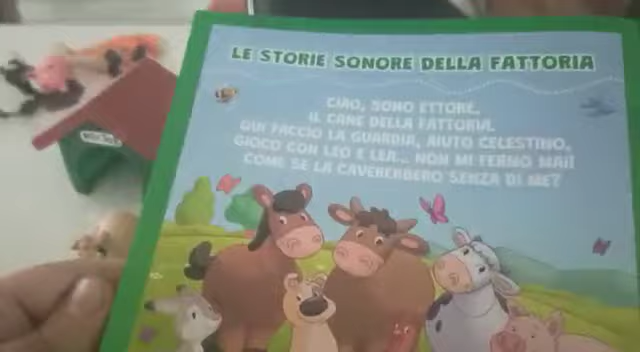 LE STORIE SONORE DELLA FATTORIA
CIAO, SONO ETTORE,
IL CANE DELLA FATTORIA.
QUI FACCIO LA GUARDIA, AIUTO CELESTINO,
GIOCO CON LEO E LEA... NON MI FERMO MAI!
COME SE LA CAVEREBBERO SENZA DI ME?